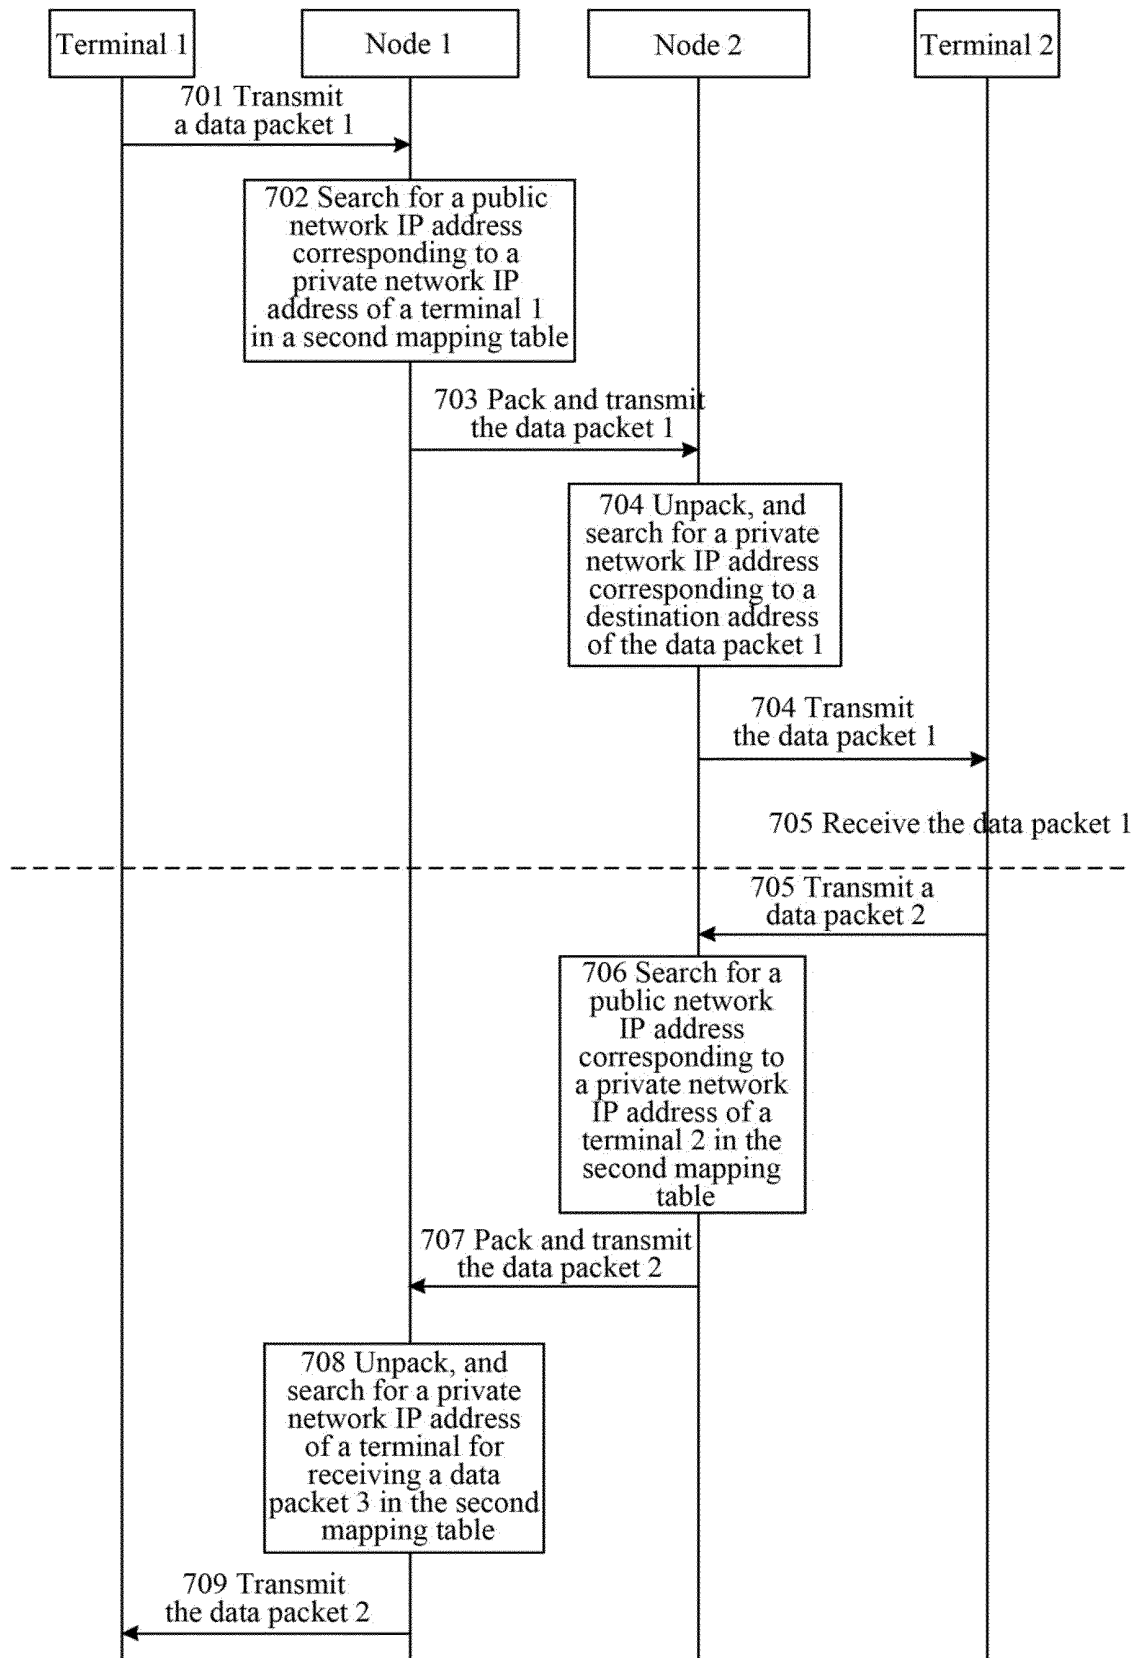 Terminal 1
Node 1
Node 2
Terminal 2
701 Transmit
a data packet 1
702 Search for a public
network IP address
corresponding to a
private network IP
address of a terminal 1
in a second mapping table
703 Pack and transmit
the data packet 1
704 Unpack, and
search for a private
network IP address
corresponding to a
destination address
of the data packet 1
704 Transmit
the data packet 1
705 Receive the data packet 1
705 Transmit a
data packet 2
706 Search for a
public network
IP address
corresponding to
a private network
IP address of a
terminal 2 in the
second mapping
table
707 Pack and transmit
the data packet 2
708 Unpack, and
search for a private
network IP address
of a terminal for
receiving a data
packet 3 in the second
mapping table
709 Transmit
the data packet 2